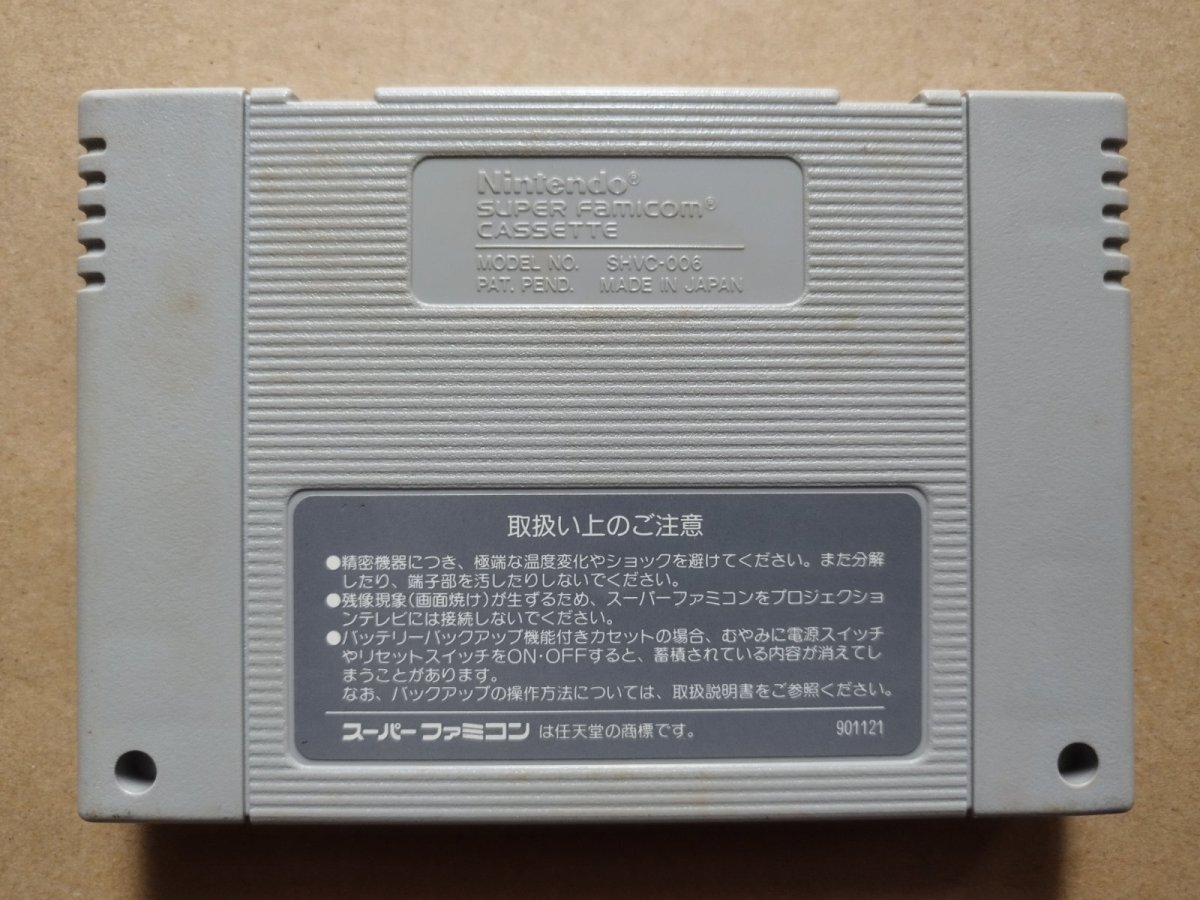 Nintendo®
SUPER Famicom®
CASSETTE
MODEL NO. SHVC-006
PAT. PEND. MADE IN JAPAN
取扱い上のご注意
●精密機器につき、極端な温度変化やショックを避けてください。また分解
したり、端子部を汚したりしないでください。
●残像現象(画面焼け)が生ずるため、スーパーファミコンをプロジェクショ
ンテレビには接続しないでください。
●バッテリーバックアップ機能付きカセットの場合、むやみに電源スイッチ
やリセットスイッチをON・OFFすると、蓄積されている内容が消えてし
まうことがあります。
なお、バックアップの操作方法については、取扱説明書をご参照ください。
スーパーファミコン は任天堂の商標です。 901121